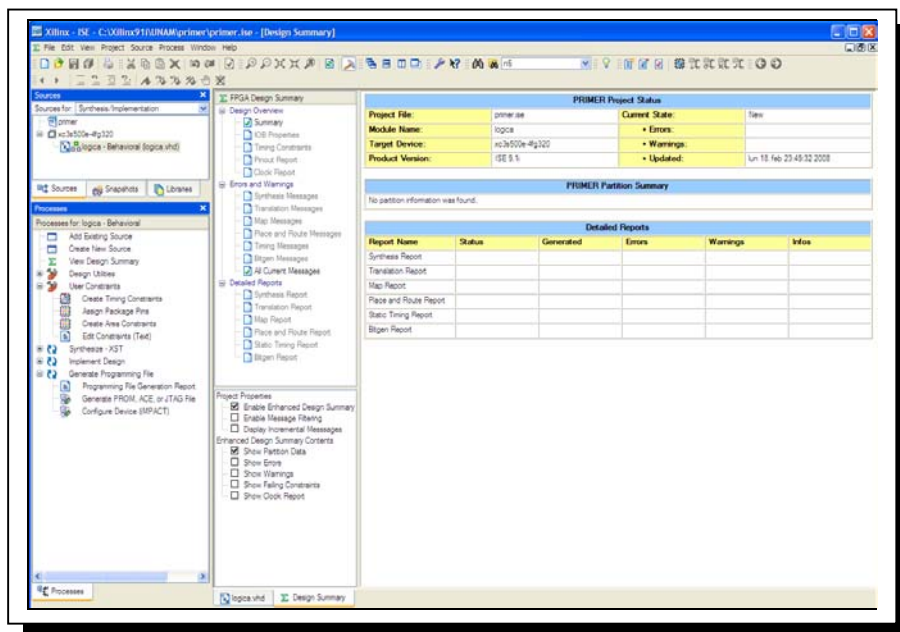 Xilinx - ISE - C:\Xilinx91i\UNAM\primer\primer.ise - [Design Summary]
File Edit View Project Source Process Window Help
n6
Sources
Sources for: Synthesis/Implementation
primer
xc3s500e-4fg320
logica - Behavioral (logica.vhd)
Sources Snapshots Libraries
Processes
Processes for: logica - Behavioral
Add Existing Source
Create New Source
View Design Summary
Design Utilities
User Constraints
Create Timing Constraints
Assign Package Pins
Create Area Constraints
Edit Constraints (Text)
Synthesize - XST
Implement Design
Generate Programming File
Programming File Generation Report
Generate PROM, ACE, or JTAG File
Configure Device (iMPACT)
Processes
FPGA Design Summary
Design Overview
Summary
IOB Properties
Timing Constraints
Pinout Report
Clock Report
Errors and Warnings
Synthesis Messages
Translation Messages
Map Messages
Place and Route Messages
Timing Messages
Bitgen Messages
All Current Messages
Detailed Reports
Synthesis Report
Translation Report
Map Report
Place and Route Report
Static Timing Report
Bitgen Report
Project Properties
Enable Enhanced Design Summary
Enable Message Filtering
Display Incremental Messages
Enhanced Design Summary Contents
Show Partition Data
Show Errors
Show Warnings
Show Failing Constraints
Show Clock Report
logica.vhd Design Summary
PRIMER Project Status
Project File: primer.ise Current State: New
Module Name: logica • Errors:
Target Device: xc3s500e-4fg320 • Warnings:
Product Version: ISE 9.1i • Updated: lun 18. feb 23:45:32 2008
PRIMER Partition Summary
No partition information was found.
Detailed Reports
Report Name Status Generated Errors Warnings Infos
Synthesis Report
Translation Report
Map Report
Place and Route Report
Static Timing Report
Bitgen Report